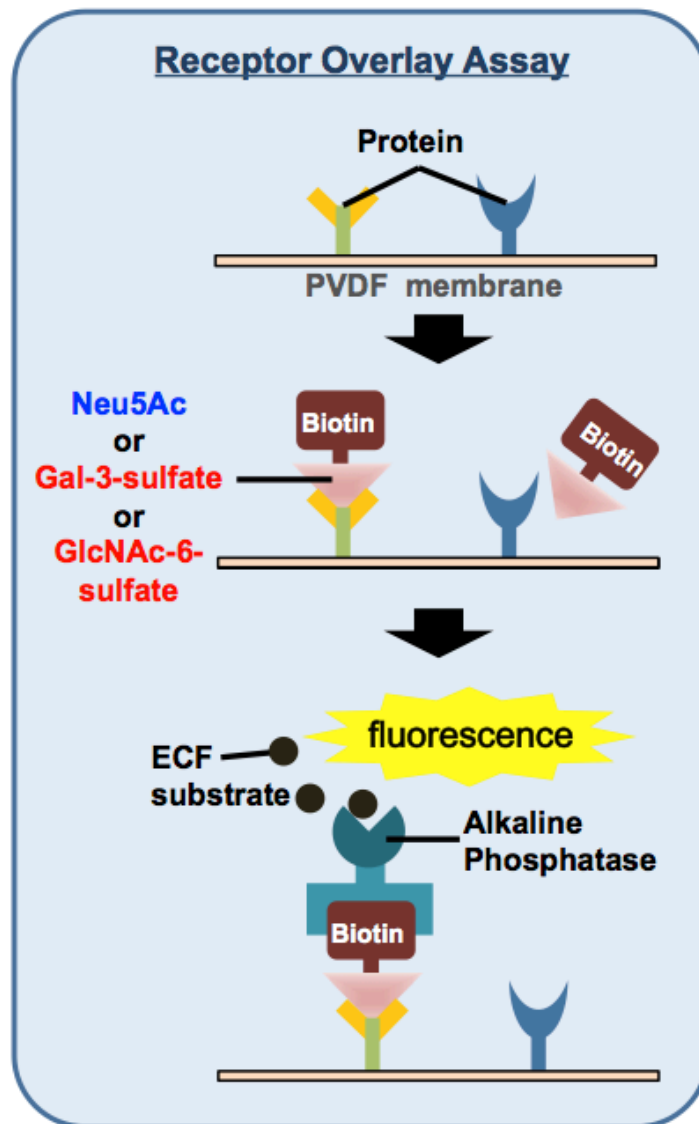 Receptor Overlay Assay
Protein
PVDF membrane
Neu5Ac
or
Gal-3-sulfate
or
GlcNAc-6-
sulfate
Biotin
Biotin
fluorescence
ECF
substrate
Alkaline
Phosphatase
Biotin